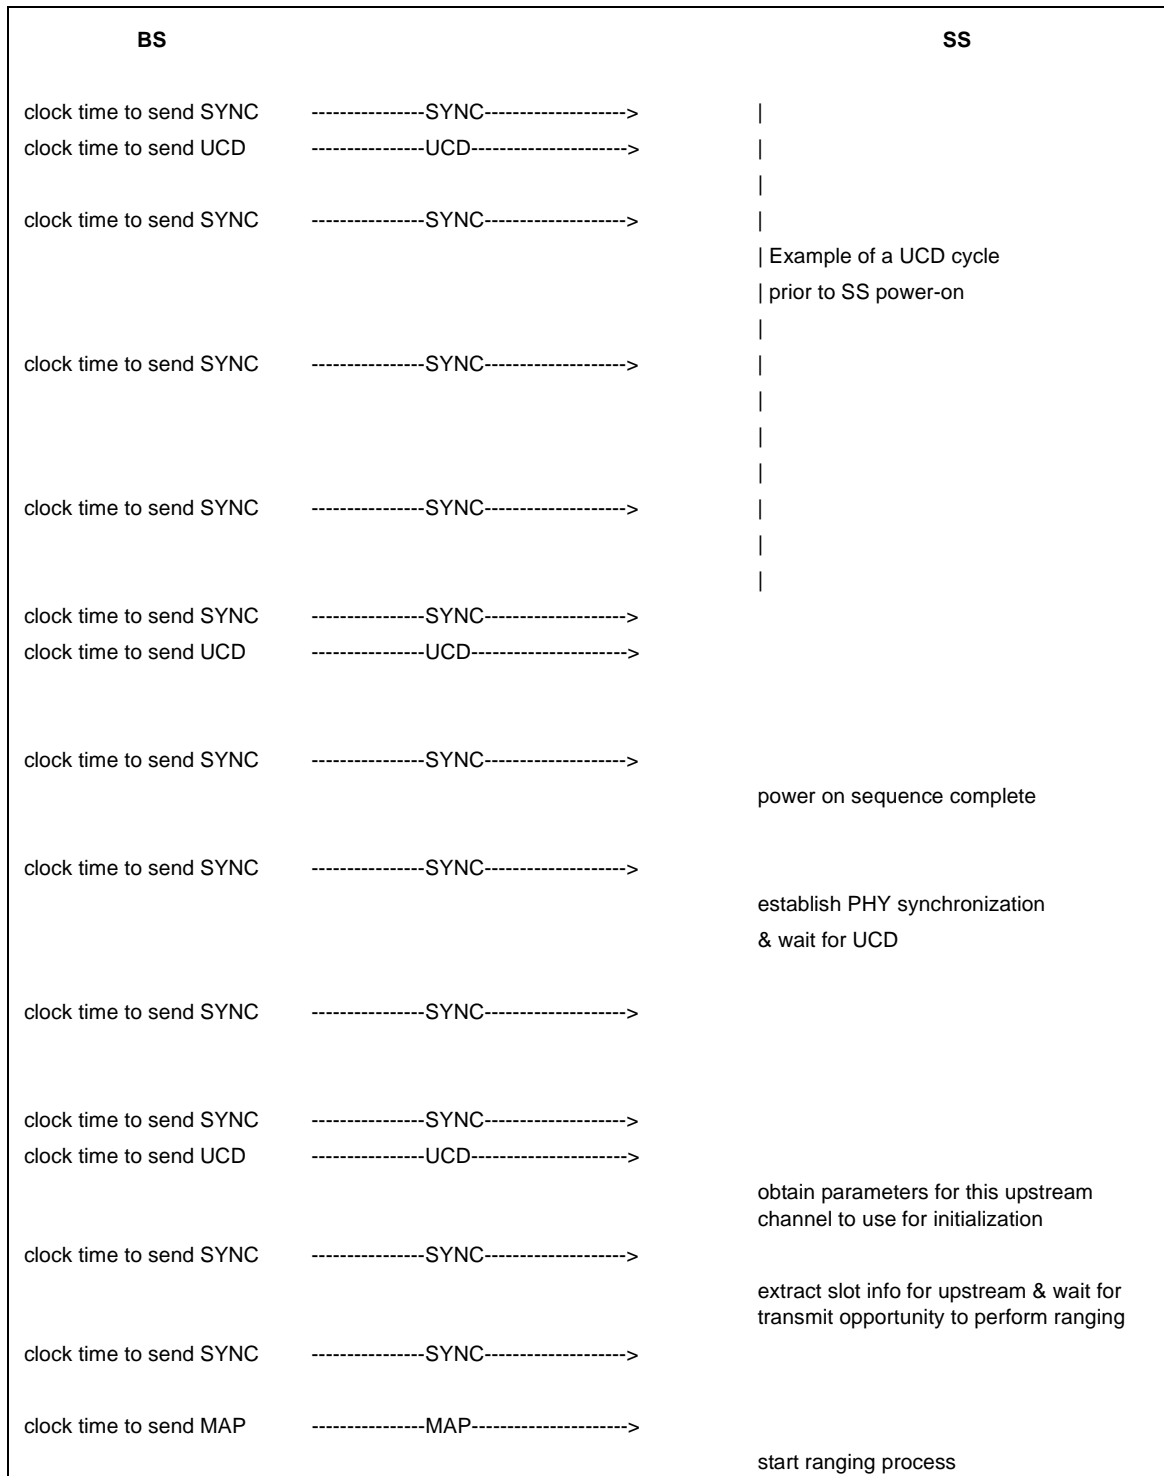 BS SS
clock time to send SYNC ----------------SYNC--------------------> |
clock time to send UCD ----------------UCD----------------------> |
|
clock time to send SYNC ----------------SYNC--------------------> |
| Example of a UCD cycle
| prior to SS power-on
|
clock time to send SYNC ----------------SYNC--------------------> |
|
|
|
clock time to send SYNC ----------------SYNC--------------------> |
|
|
clock time to send SYNC ----------------SYNC-------------------->
clock time to send UCD ----------------UCD---------------------->
clock time to send SYNC ----------------SYNC-------------------->
power on sequence complete
clock time to send SYNC ----------------SYNC-------------------->
establish PHY synchronization
& wait for UCD
clock time to send SYNC ----------------SYNC-------------------->
clock time to send SYNC ----------------SYNC-------------------->
clock time to send UCD ----------------UCD---------------------->
obtain parameters for this upstream
channel to use for initialization
clock time to send SYNC ----------------SYNC-------------------->
extract slot info for upstream & wait for
transmit opportunity to perform ranging
clock time to send SYNC ----------------SYNC-------------------->
clock time to send MAP ----------------MAP---------------------->
start ranging process